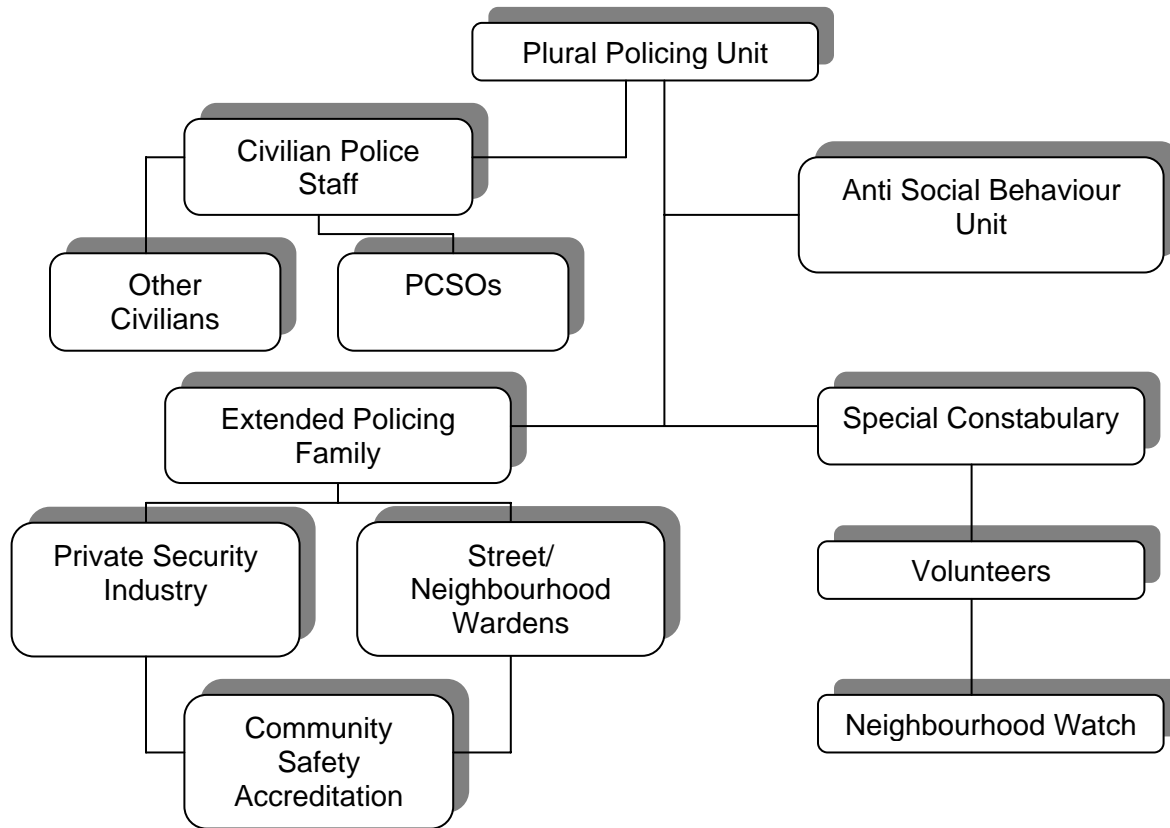 Plural Policing Unit
Civilian Police
Staff
Anti Social Behaviour
Unit
Other
Civilians
PCSOs
Extended Policing
Family
Special Constabulary
Private Security
Industry
Street/
Neighbourhood
Wardens
Volunteers
Community
Safety
Accreditation
Neighbourhood Watch